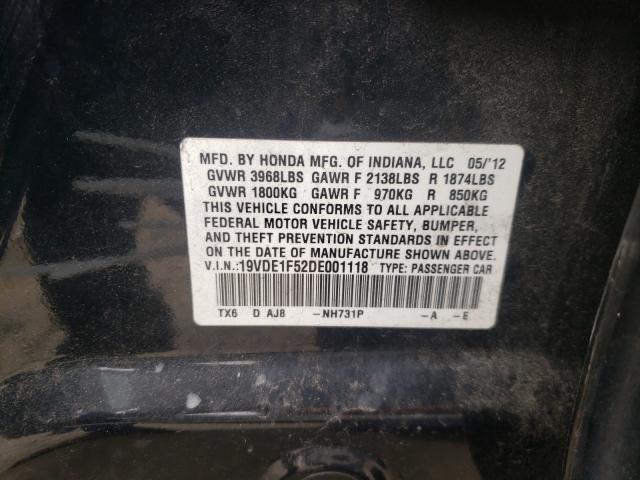 MFD. BY HONDA MFG. OF INDIANA, LLC 05/'12
GVWR 3968LBS GAWR F 2138LBS R 1874LBS
GVWR 1800KG GAWR F 970KG R 850KG
THIS VEHICLE CONFORMS TO ALL APPLICABLE
FEDERAL MOTOR VEHICLE SAFETY, BUMPER,
AND THEFT PREVENTION STANDARDS IN EFFECT
ON THE DATE OF MANUFACTURE SHOWN ABOVE.
V.I.N.:19VDE1F52DE001118 TYPE: PASSENGER CAR
TX6 D AJ8 -NH731P -A -E